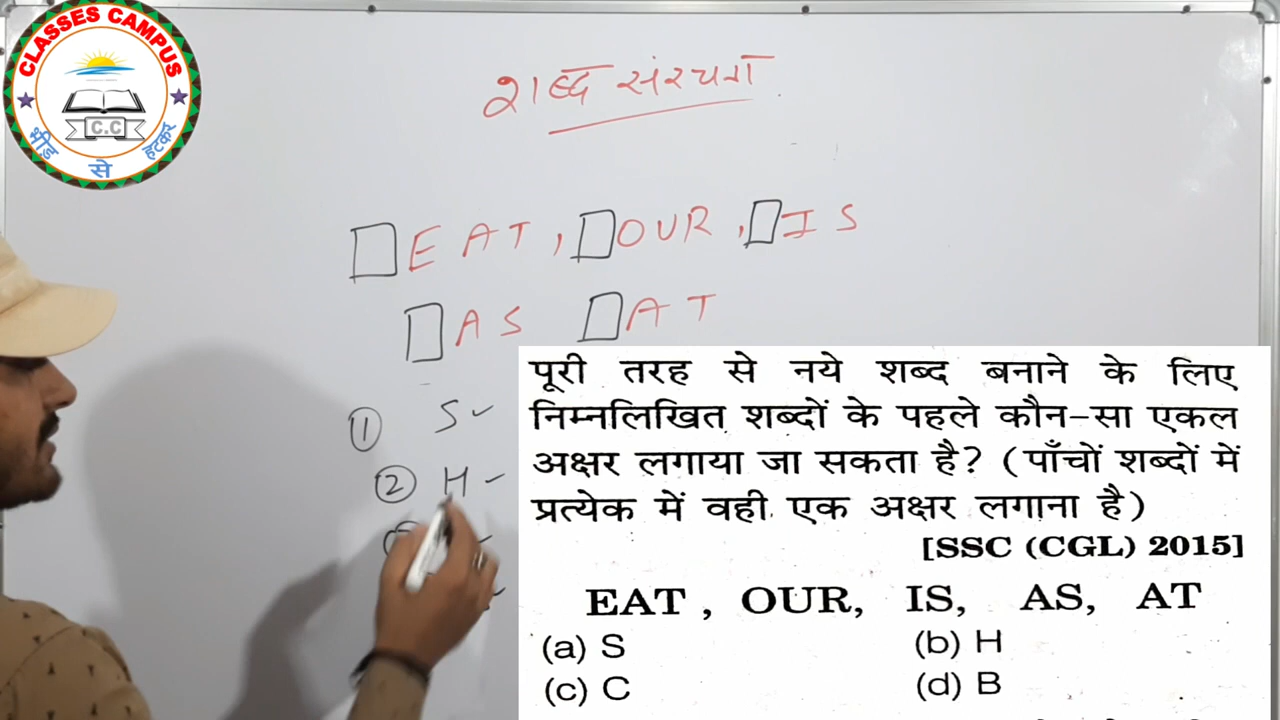 CLASSES CAMPUS
C.C
भीड़ से हटकर
शब्द संरचना
EAT, OUR, IS
AS AT
1 S
2 H
पूरी तरह से नये शब्द बनाने के लिए
निम्नलिखित शब्दों के पहले कौन-सा एकल
अक्षर लगाया जा सकता है? (पाँचों शब्दों में
प्रत्येक में वही एक अक्षर लगाना है)
[SSC (CGL) 2015]
EAT, OUR, IS, AS, AT
(a) S (b) H
(c) C (d) B